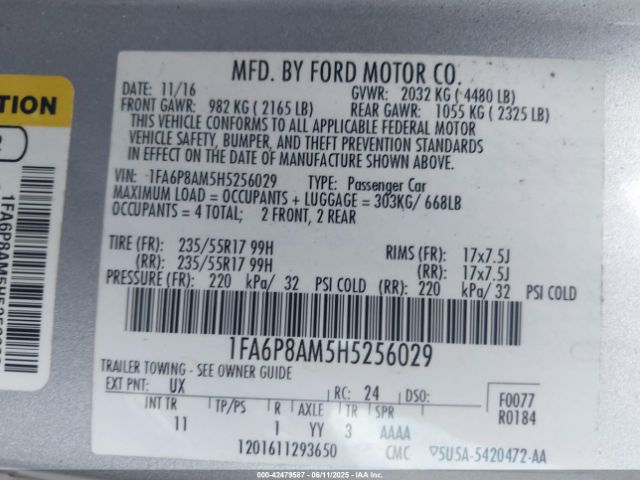 MFD. BY FORD MOTOR CO.
DATE: 11/16 GVWR: 2032 KG ( 4480 LB)
FRONT GAWR: 982 KG ( 2165 LB) REAR GAWR: 1055 KG ( 2325 LB)
THIS VEHICLE CONFORMS TO ALL APPLICABLE FEDERAL MOTOR
VEHICLE SAFETY, BUMPER, AND THEFT PREVENTION STANDARDS
IN EFFECT ON THE DATE OF MANUFACTURE SHOWN ABOVE.
VIN: 1FA6P8AM5H5256029 TYPE: Passenger Car
MAXIMUM LOAD = OCCUPANTS + LUGGAGE = 303KG/ 668LB
OCCUPANTS = 4 TOTAL; 2 FRONT, 2 REAR
TIRE (FR): 235/55R17 99H RIMS (FR): 17x7.5J
(RR): 235/55R17 99H (RR): 17x7.5J
PRESSURE (FR): 220 kPa/ 32 PSI COLD (RR): 220 kPa/ 32 PSI COLD
1FA6P8AM5H5256029
TRAILER TOWING - SEE OWNER GUIDE
EXT PNT: UX RC: 24 DSO: F0077
INT TR TP/PS R AXLE TR SPR R0184
11 1 YY 3 AAAA
1201611293650 CMC 5U5A-5420472-AA
1FA6P8AM5H5256029
© 42479587 - 06/11/2025 - IAAI.COM